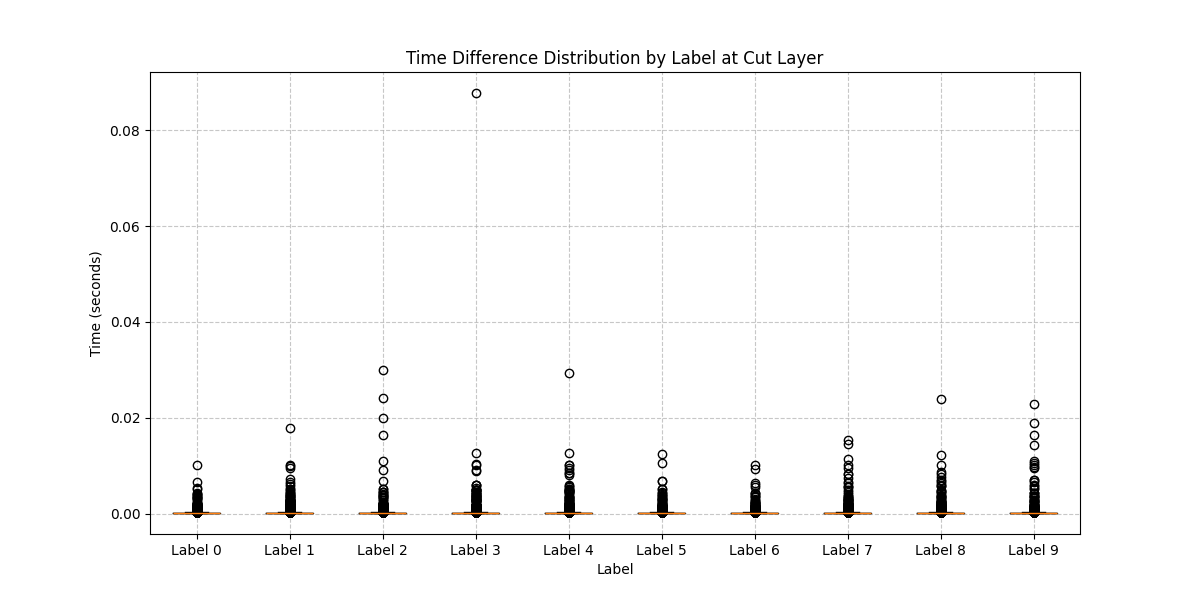 Time Difference Distribution by Label at Cut Layer
Time (seconds)
0.08
0.06
0.04
0.02
0.00
Label 0 Label 1 Label 2 Label 3 Label 4 Label 5 Label 6 Label 7 Label 8 Label 9
Label